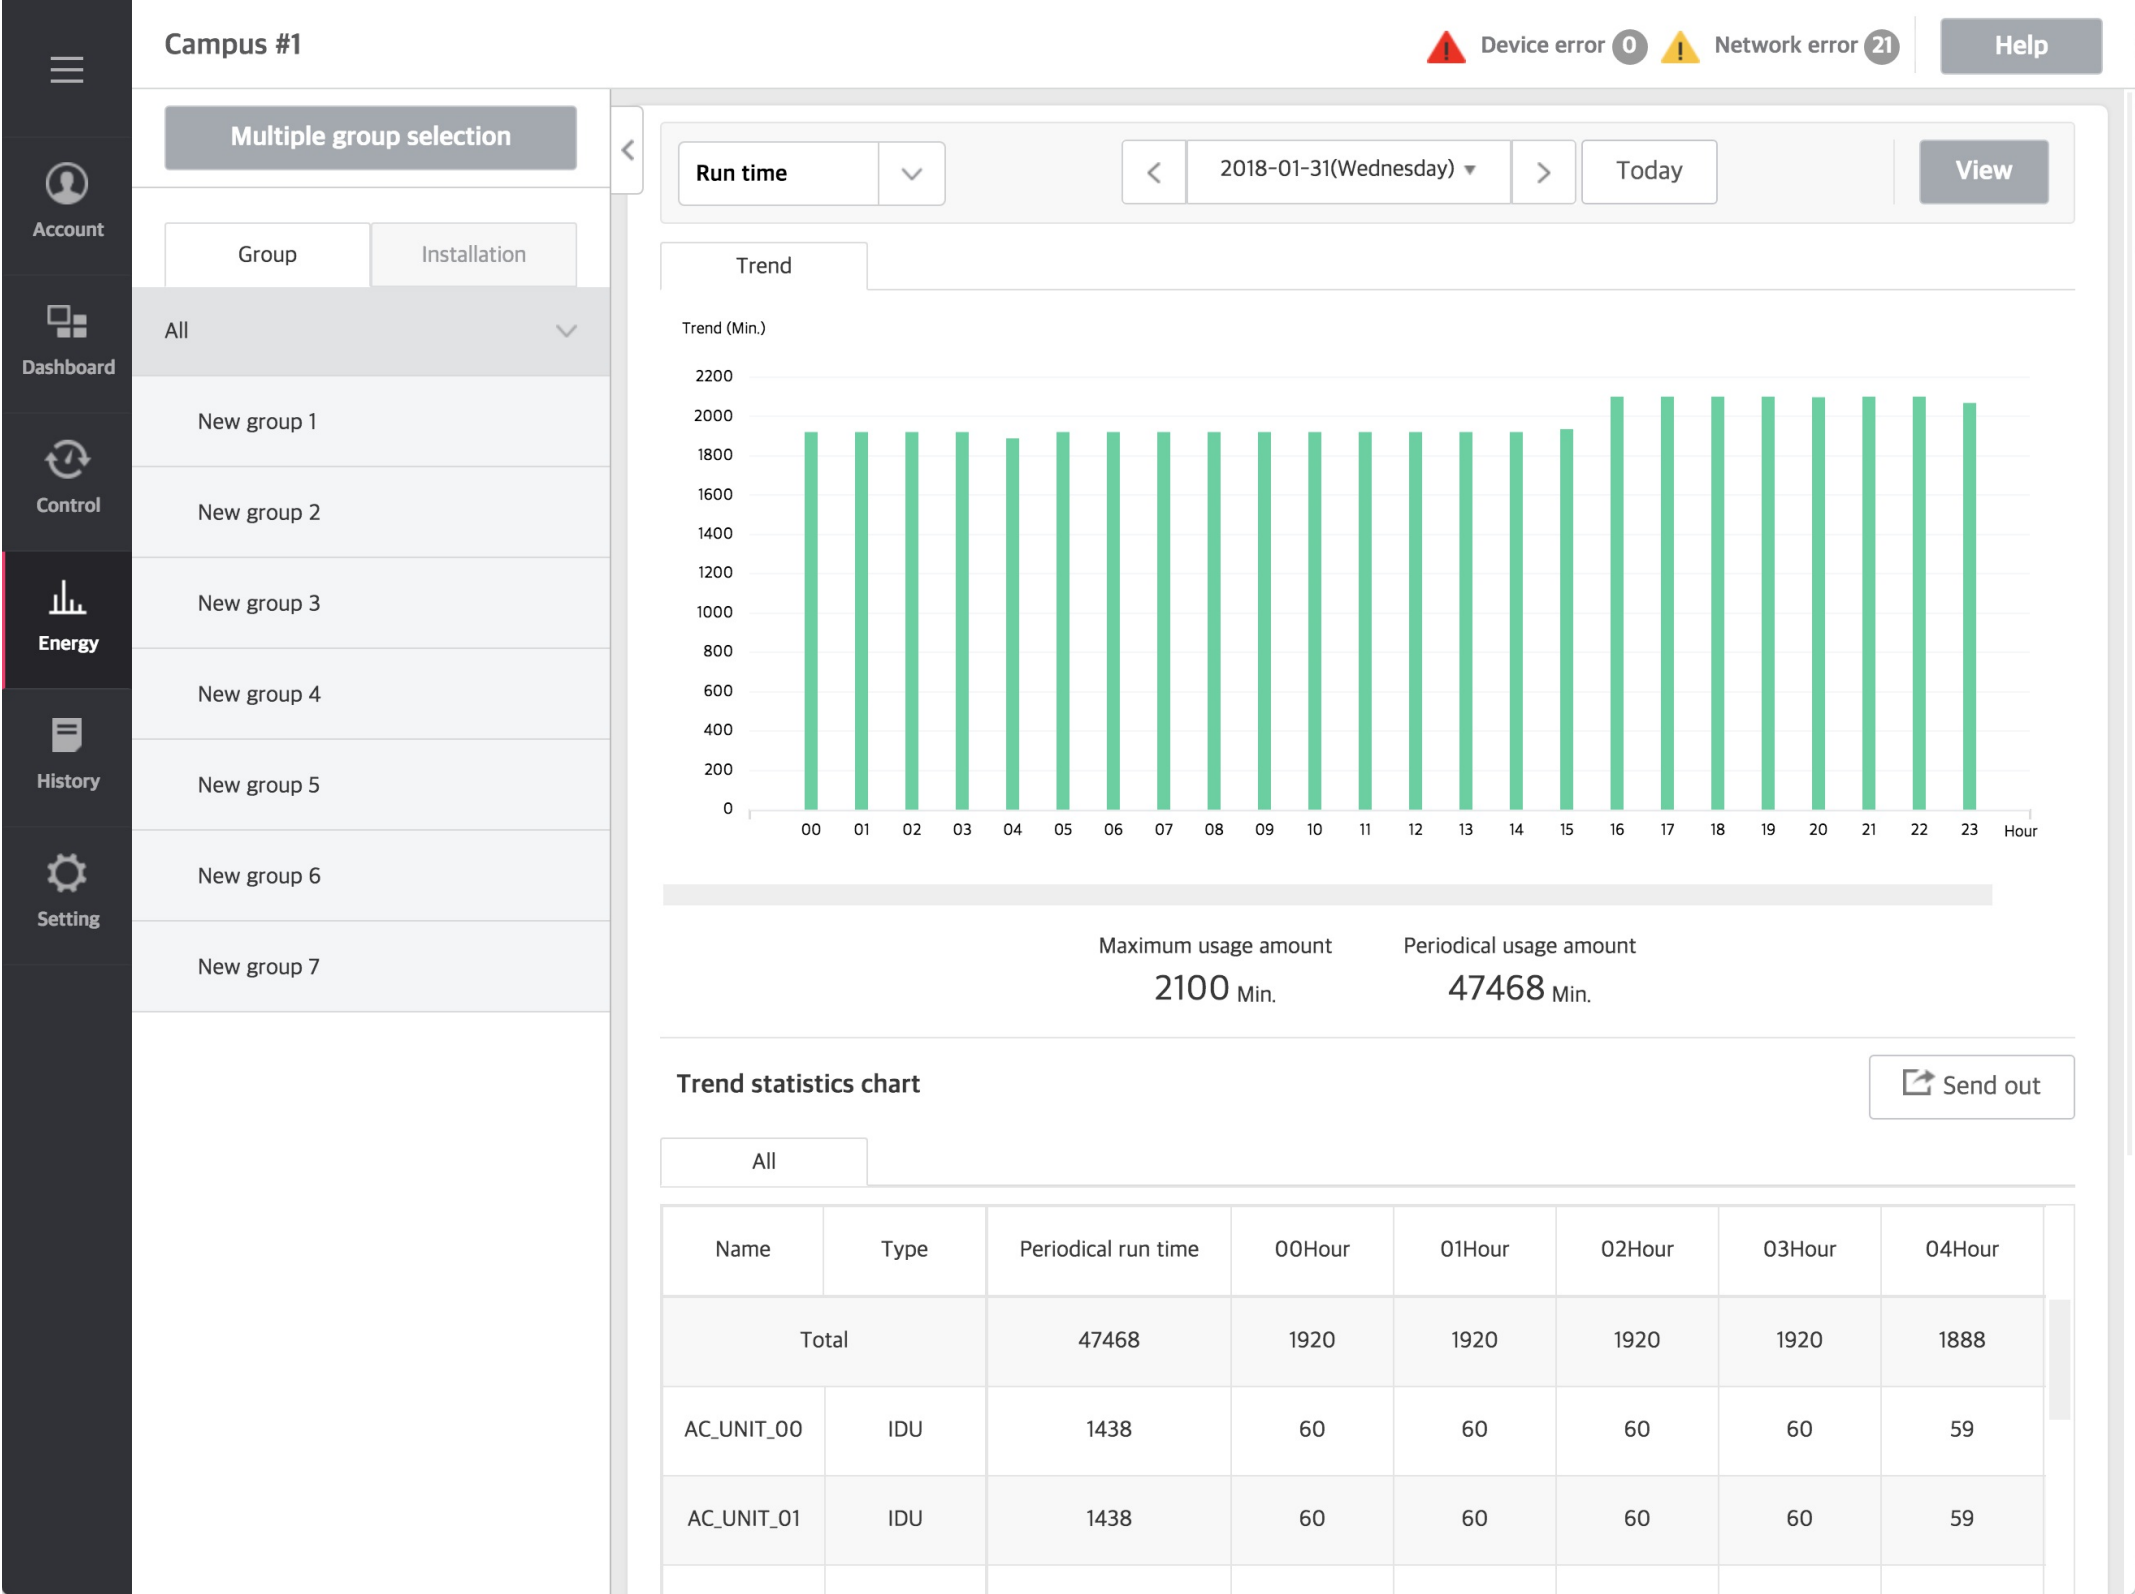 Campus #1
Device error 0 Network error 21
Help
Account
Dashboard
Control
Energy
History
Setting
Multiple group selection
Group Installation
All
New group 1
New group 2
New group 3
New group 4
New group 5
New group 6
New group 7
Run time
2018-01-31(Wednesday)
Today
View
Trend
Trend (Min.)
2200
2000
1800
1600
1400
1200
1000
800
600
400
200
0
00 01 02 03 04 05 06 07 08 09 10 11 12 13 14 15 16 17 18 19 20 21 22 23 Hour
Maximum usage amount Periodical usage amount
2100 Min. 47468 Min.
Trend statistics chart
Send out
All
Name Type Periodical run time 00Hour 01Hour 02Hour 03Hour 04Hour
Total 47468 1920 1920 1920 1920 1888
AC_UNIT_00 IDU 1438 60 60 60 60 59
AC_UNIT_01 IDU 1438 60 60 60 60 59